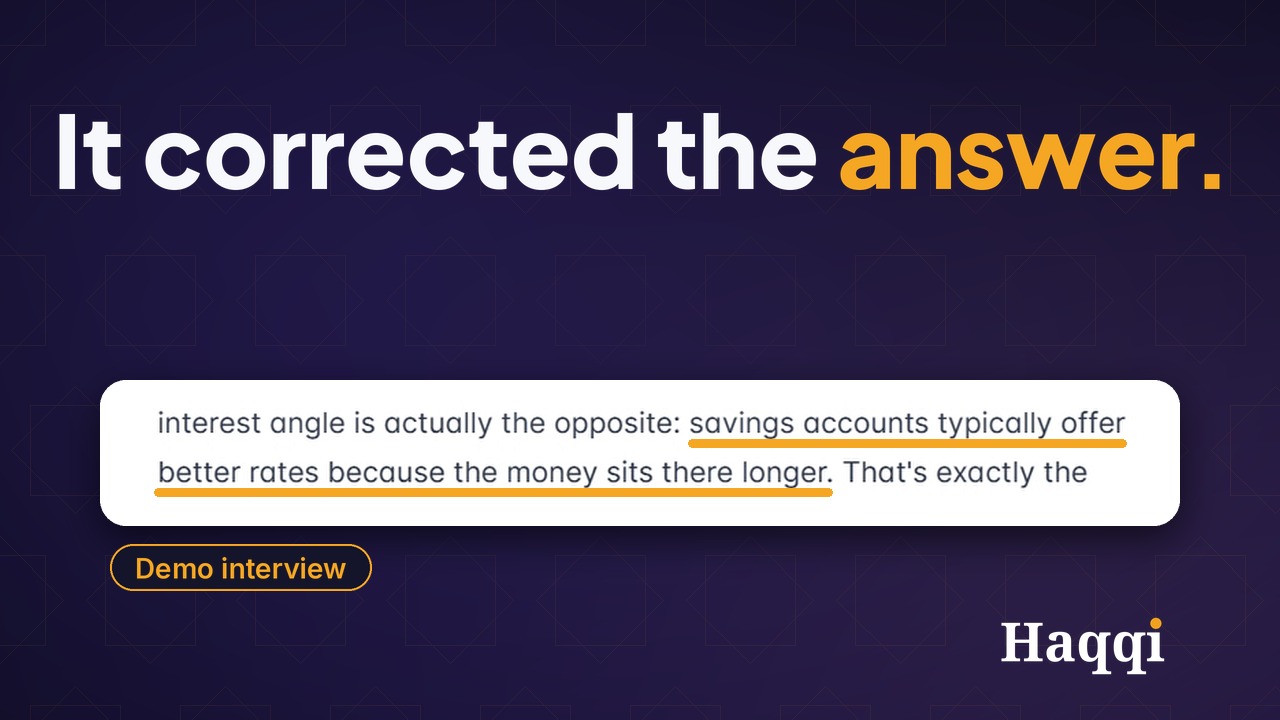 It corrected the answer.
interest angle is actually the opposite: savings accounts typically offer
better rates because the money sits there longer. That's exactly the
Demo interview
Haqqi